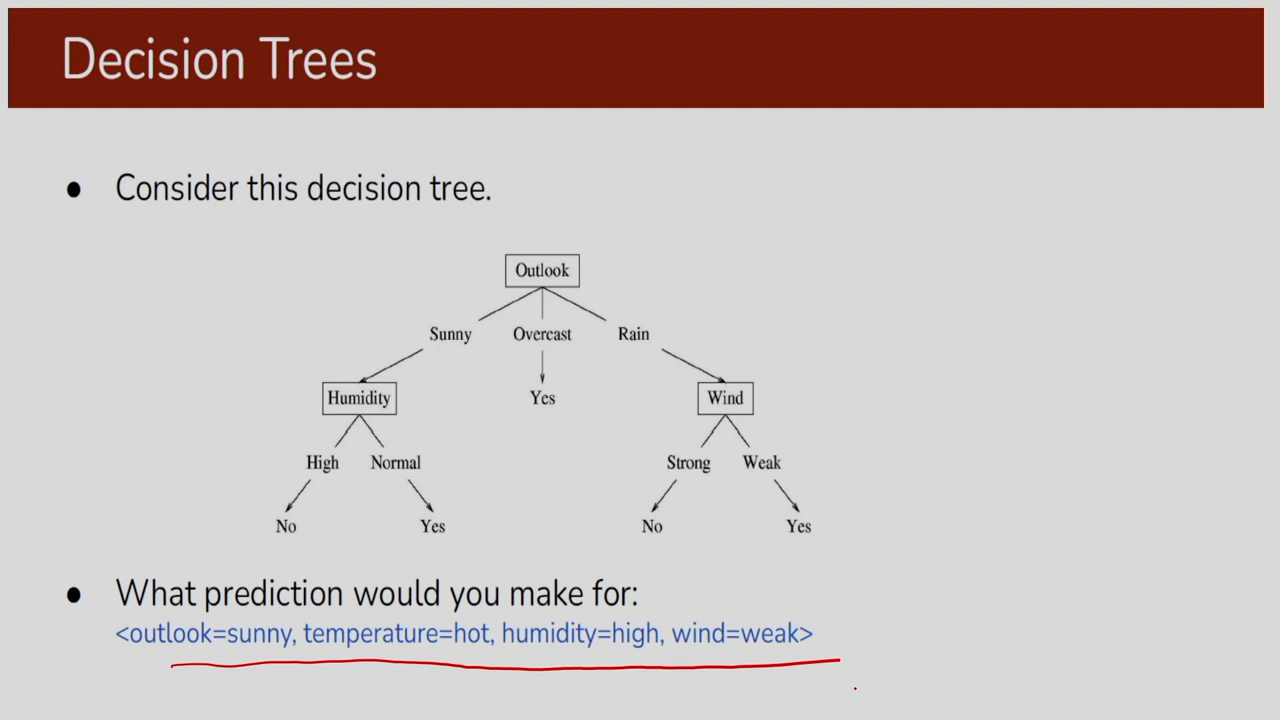 Decision Trees
● Consider this decision tree.
Outlook
Sunny Overcast Rain
Humidity Yes Wind
High Normal Strong Weak
No Yes No Yes
● What prediction would you make for:
<outlook=sunny, temperature=hot, humidity=high, wind=weak>